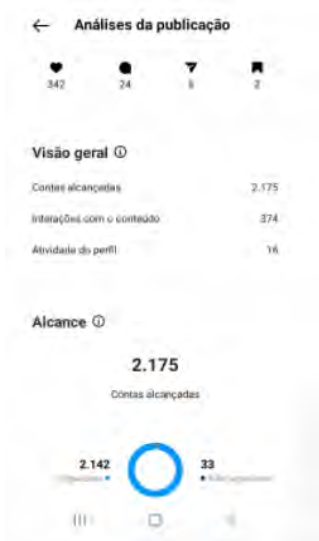 Análises da publicação
342 24 6 2
Visão geral
Contas alcançadas 2.175
Interações com o conteúdo 374
Atividade do perfil 16
Alcance
2.175
Contas alcançadas
2.142 33